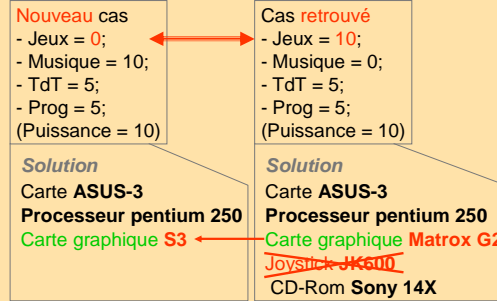 Nouveau cas
- Jeux = 0;
- Musique = 10;
- TdT = 5;
- Prog = 5;
(Puissance = 10)
Solution
Carte ASUS-3
Processeur pentium 250
Carte graphique S3
Cas retrouvé
- Jeux = 10;
- Musique = 0;
- TdT = 5;
- Prog = 5;
(Puissance = 10)
Solution
Carte ASUS-3
Processeur pentium 250
Carte graphique Matrox
Joystick JK600
CD-Rom Sony 14X